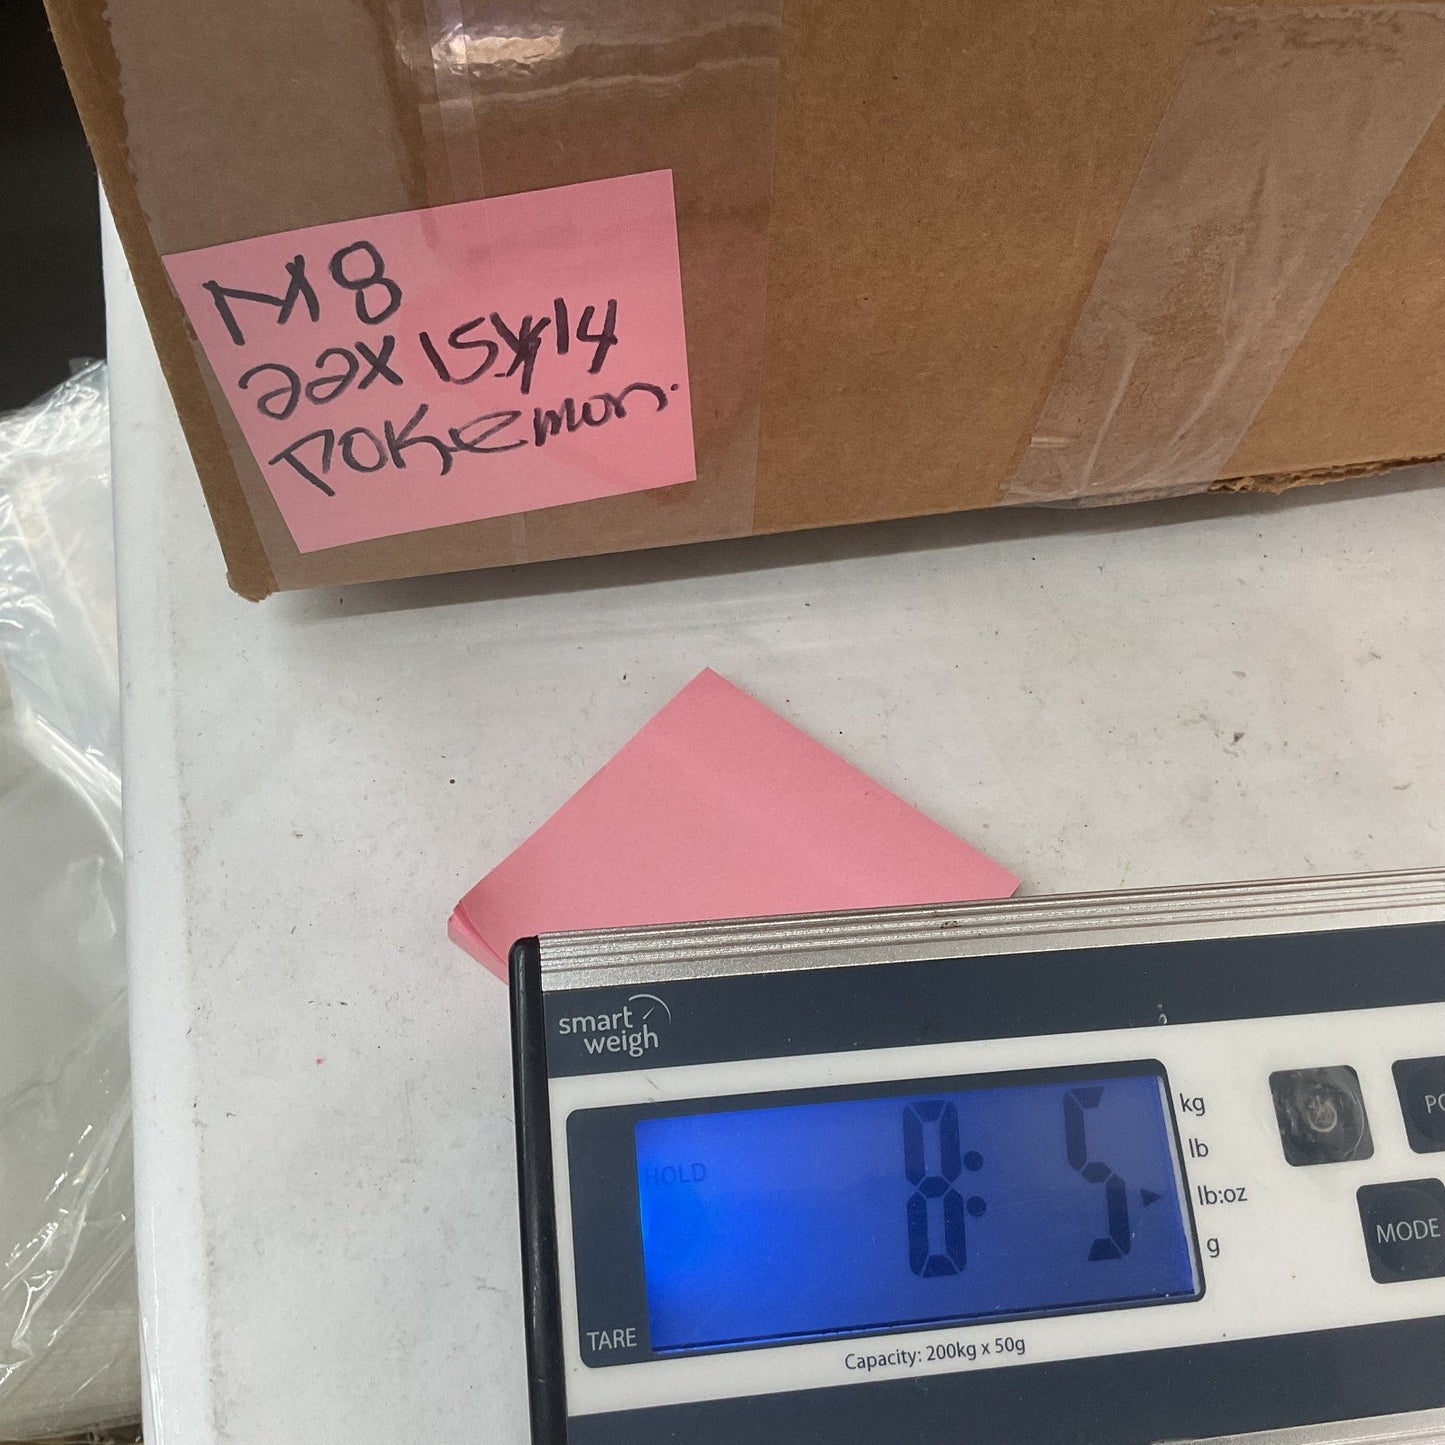 M8
22X15X14
POKemon.
smart
weigh
HOLD
8:5
kg
lb
lb:oz
g
TARE
MODE
Capacity: 200kg x 50g